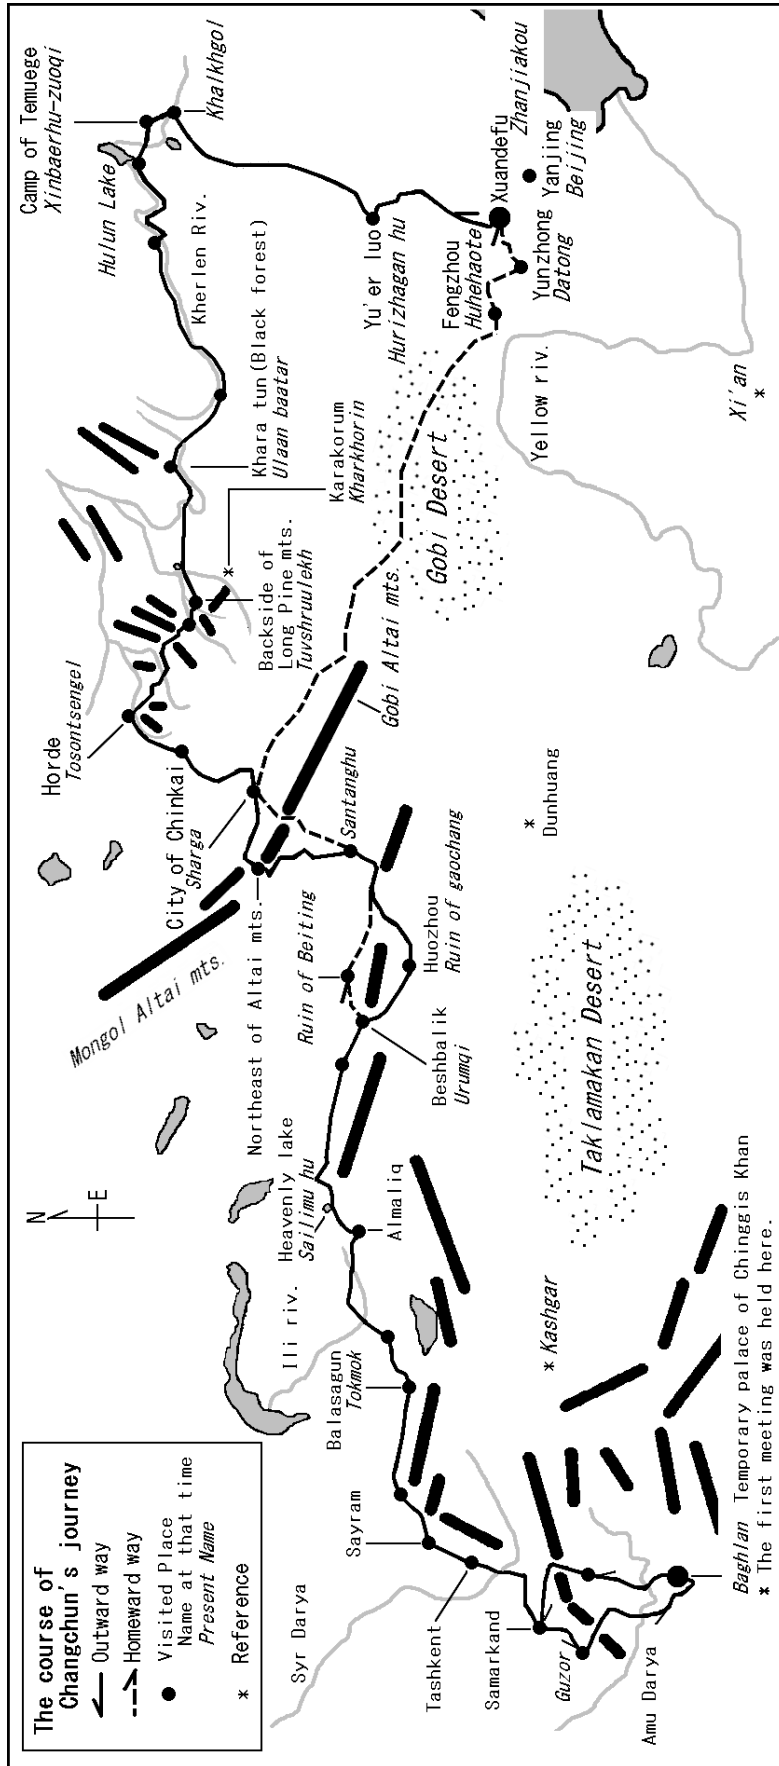 The course of
Changchun's journey
Outward way
Homeward way
Visited Place
Name at that time
Present Name
* Reference
N
E
Camp of Temuege
Xinbaerhu-zuoqi
Khalkhgol
Hulun Lake
Kherlen Riv.
Khara tun(Black forest)
Ulaan baatar
Karakorum
Kharkhorin
*
Backside of
Long Pine mts.
Tuvshruulekh
Horde
Tosontsengel
City of Chinkai
Sharga
Mongol Altai mts.
Northeast of Altai mts.
Gobi Altai mts.
Santanghu
Ruin of Beiting
Huozhou
Ruin of gaochang
Beshbalik
Urumqi
Heavenly lake
Sailimu hu
Almaliq
Ili riv.
Balasagun
Tokmok
Sayram
Syr Darya
Tashkent
Samarkand
Guzor
Amu Darya
Baghlan Temporary palace of Chinggis Khan
* The first meeting was held here.
* Kashgar
Taklamakan Desert
*
Dunhuang
Gobi Desert
Yellow riv.
Xi'an
*
Yu'er luo
Hurizhagan hu
Fengzhou
Huhehaote
Xuandefu
Zhanjiakou
Yanjing
Beijing
Yunzhong
Datong